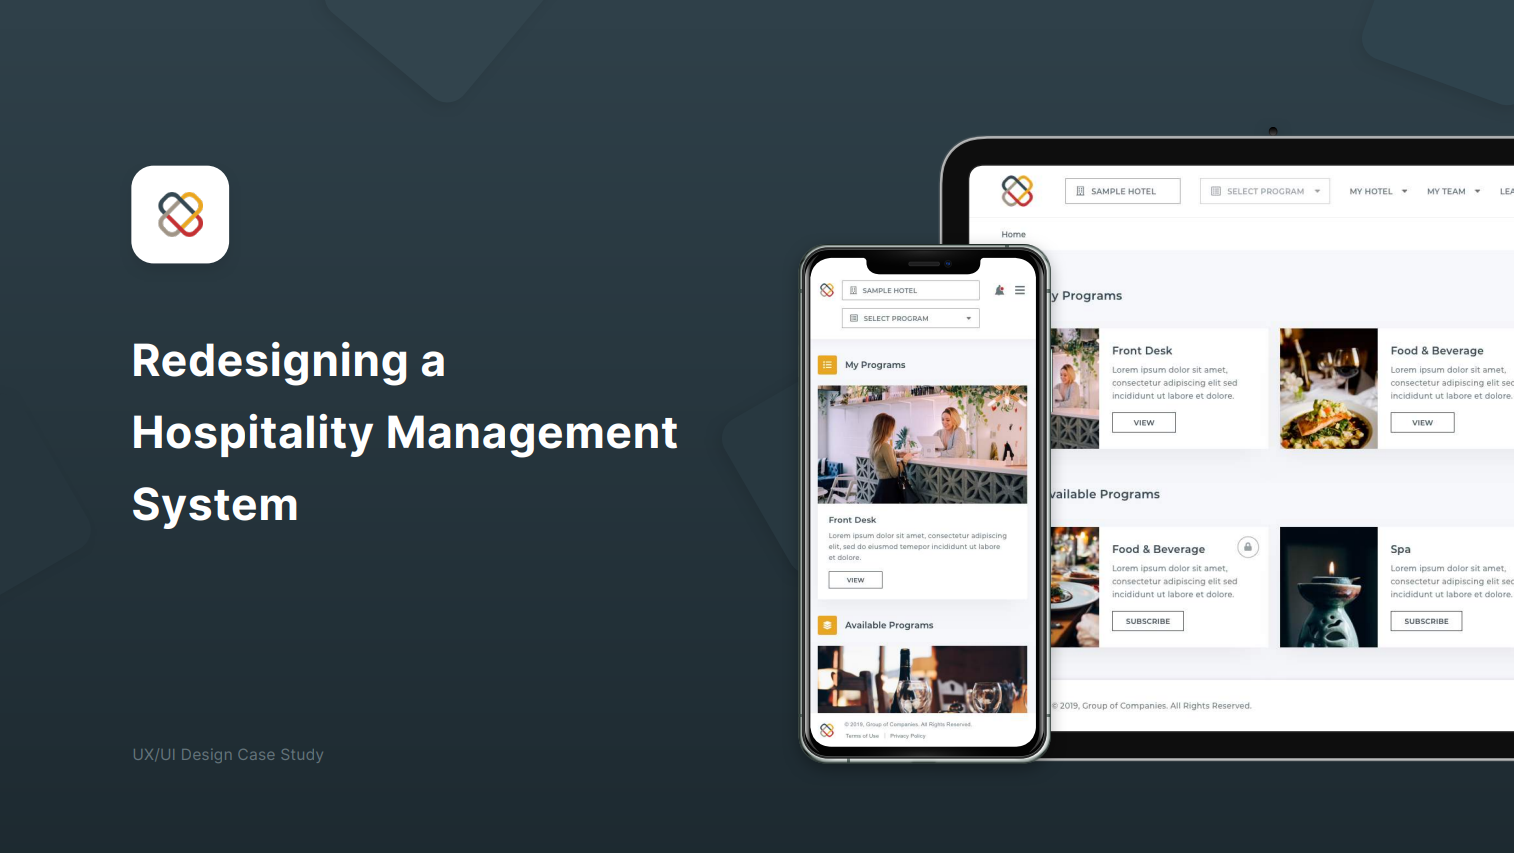 Redesigning a
Hospitality Management
System
UX/UI Design Case Study
SAMPLE HOTEL
SELECT PROGRAM
My Programs
Front Desk
Lorem ipsum dolor sit amet, consectetur adipiscing
elit, sed do eiusmod temepor incididunt ut labore
et dolore.
VIEW
Available Programs
© 2019, Group of Companies. All Rights Reserved.
Terms of Use | Privacy Policy
SAMPLE HOTEL
SELECT PROGRAM
MY HOTEL
MY TEAM
LEA
Home
y Programs
Front Desk
Lorem ipsum dolor sit amet,
consectetur adipiscing elit sed
incididunt ut labore et dolore.
VIEW
Food & Beverage
Lorem ipsum dolor sit amet,
consectetur adipiscing elit sed
incididunt ut labore et dolore.
VIEW
vailable Programs
Food & Beverage
Lorem ipsum dolor sit amet,
consectetur adipiscing elit sed
incididunt ut labore et dolore.
SUBSCRIBE
Spa
Lorem ipsum dolor sit amet,
consectetur adipiscing elit sed
incididunt ut labore et dolore.
SUBSCRIBE
© 2019, Group of Companies. All Rights Reserved.